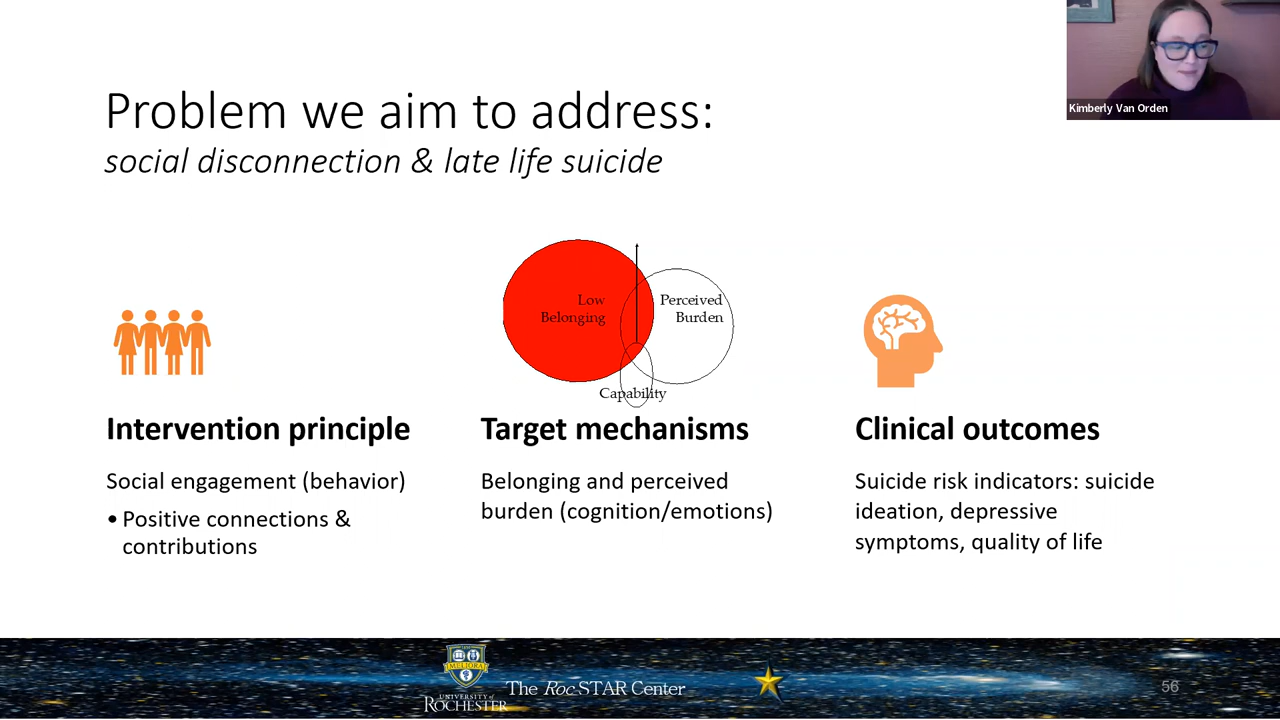 Kimberly Van Orden
Problem we aim to address:
social disconnection & late life suicide
Low
Belonging
Perceived
Burden
Capability
Intervention principle
Social engagement (behavior)
• Positive connections &
contributions
Target mechanisms
Belonging and perceived
burden (cognition/emotions)
Clinical outcomes
Suicide risk indicators: suicide
ideation, depressive
symptoms, quality of life
MELIORA
UNIVERSITY of
ROCHESTER
The RocSTAR Center
56